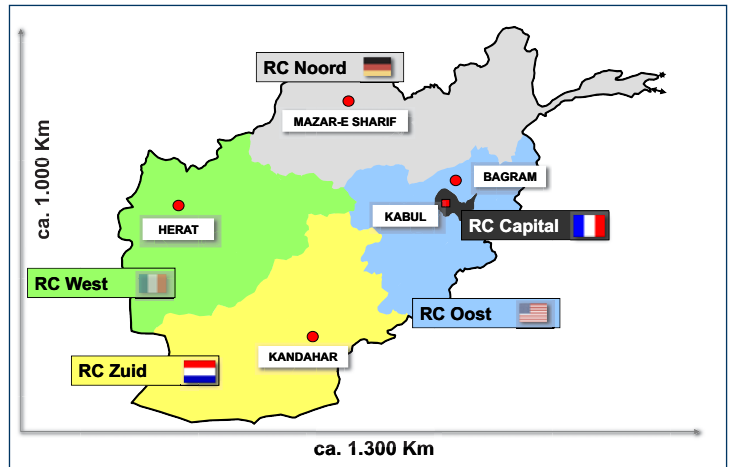 RC Noord
MAZAR-E SHARIF
BAGRAM
KABUL
RC Capital
HERAT
RC West
RC Oost
KANDAHAR
RC Zuid
ca. 1.000 Km
ca. 1.300 Km